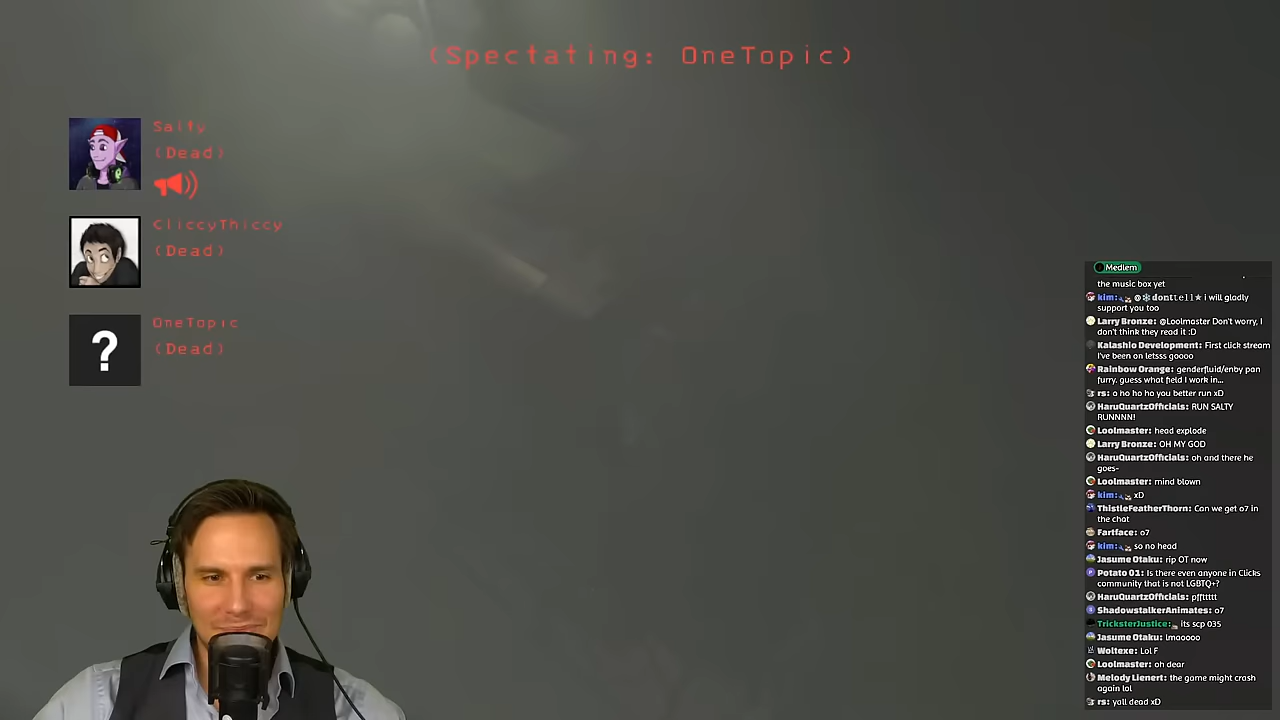 (Spectating: OneTopic)
Salty
(Dead)
CliccyThiccy
(Dead)
OneTopic
(Dead)
?
Medlem
the music box yet
kim: @❄donttell★ i will gladly
support you too
Larry Bronze: @Loolmaster Don't worry, I
don't think they read it :D
Kalashio Development: First click stream
I've been on letsss goooo
Rainbow Orange: genderfluid/enby pan
furry. guess what field I work in...
rs: o ho ho ho you better run xD
HaruQuartzOfficials: RUN SALTY
RUNNNN!
Loolmaster: head explode
Larry Bronze: OH MY GOD
HaruQuartzOfficials: oh and there he
goes-
Loolmaster: mind blown
kim: xD
ThistleFeatherThorn: Can we get o7 in
the chat
Fartface: o7
kim: so no head
Jasume Otaku: rip OT now
Potato 01: Is there even anyone in Clicks
community that is not LGBTQ+?
HaruQuartzOfficials: pffttttt
ShadowstalkerAnimates: o7
TricksterJustice: its scp 035
Jasume Otaku: lmaoooo
Woltexe: Lol F
Loolmaster: oh dear
Melody Lienert: the game might crash
again lol
rs: yall dead xD